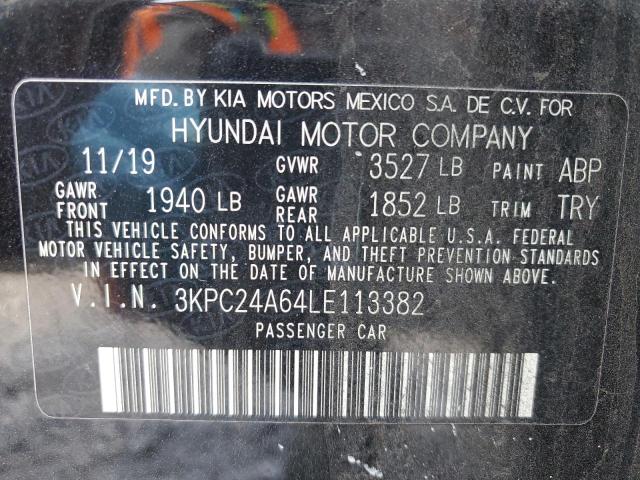 MFD. BY KIA MOTORS MEXICO S.A. DE C.V. FOR
HYUNDAI MOTOR COMPANY
11/19 GVWR 3527 LB PAINT ABP
GAWR FRONT 1940 LB GAWR REAR 1852 LB TRIM TRY
THIS VEHICLE CONFORMS TO ALL APPLICABLE U.S.A. FEDERAL
MOTOR VEHICLE SAFETY, BUMPER, AND THEFT PREVENTION STANDARDS
IN EFFECT ON THE DATE OF MANUFACTURE SHOWN ABOVE.
V.I.N. 3KPC24A64LE113382
PASSENGER CAR